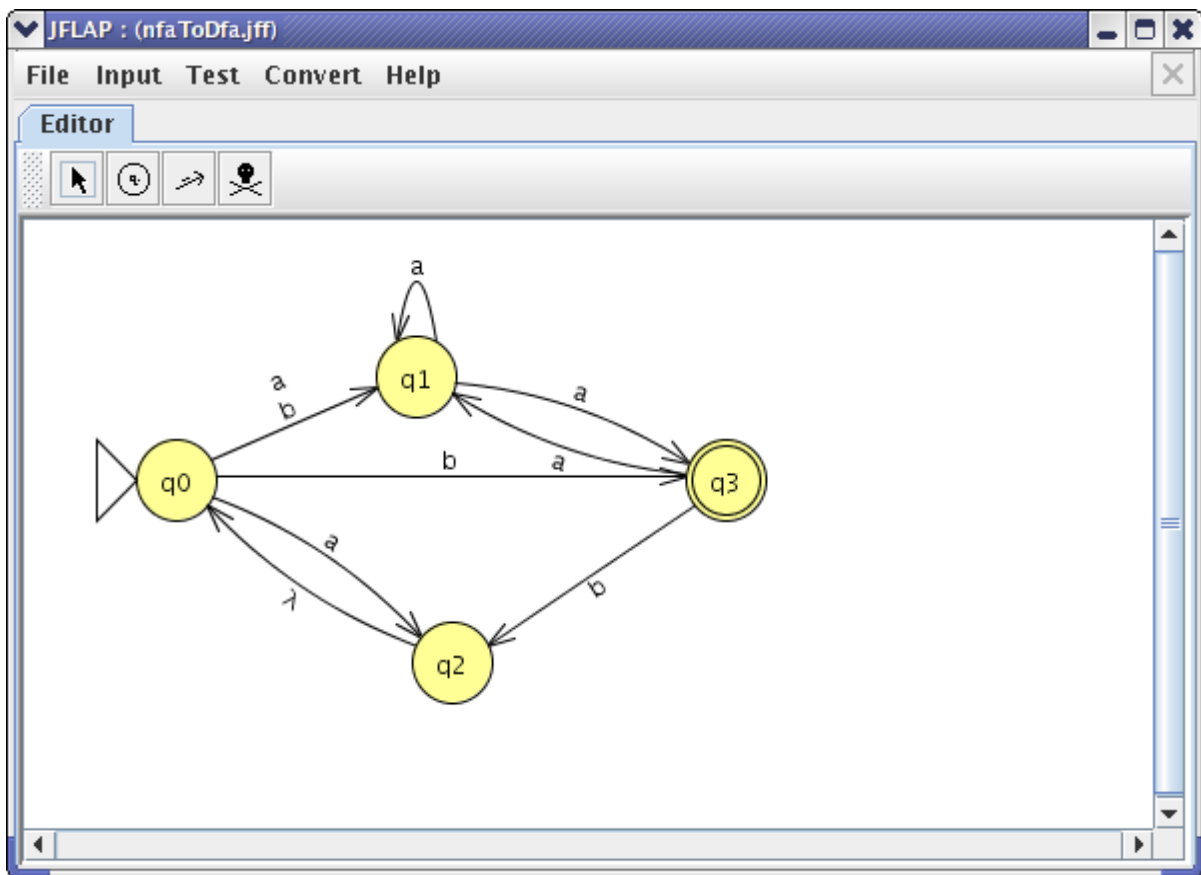 JFLAP : (nfaToDfa.jff)
File Input Test Convert Help
Editor
q
a
q1
a
b
a
a
b
q0
q3
a
λ
b
q2